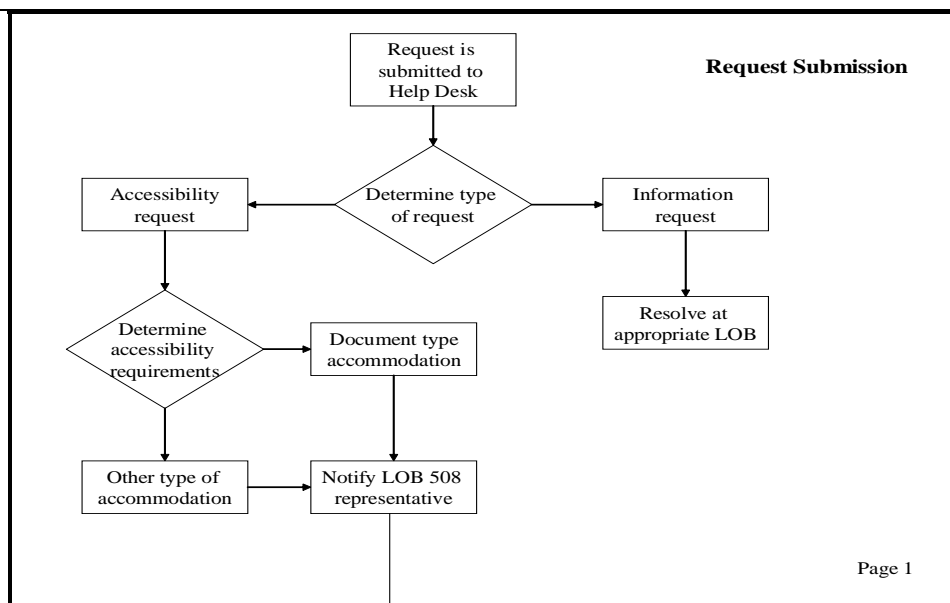 Request Submission
Request is
submitted to
Help Desk
Determine type
of request
Accessibility
request
Information
request
Resolve at
appropriate LOB
Determine
accessibility
requirements
Document type
accommodation
Other type of
accommodation
Notify LOB 508
representative
Page 1